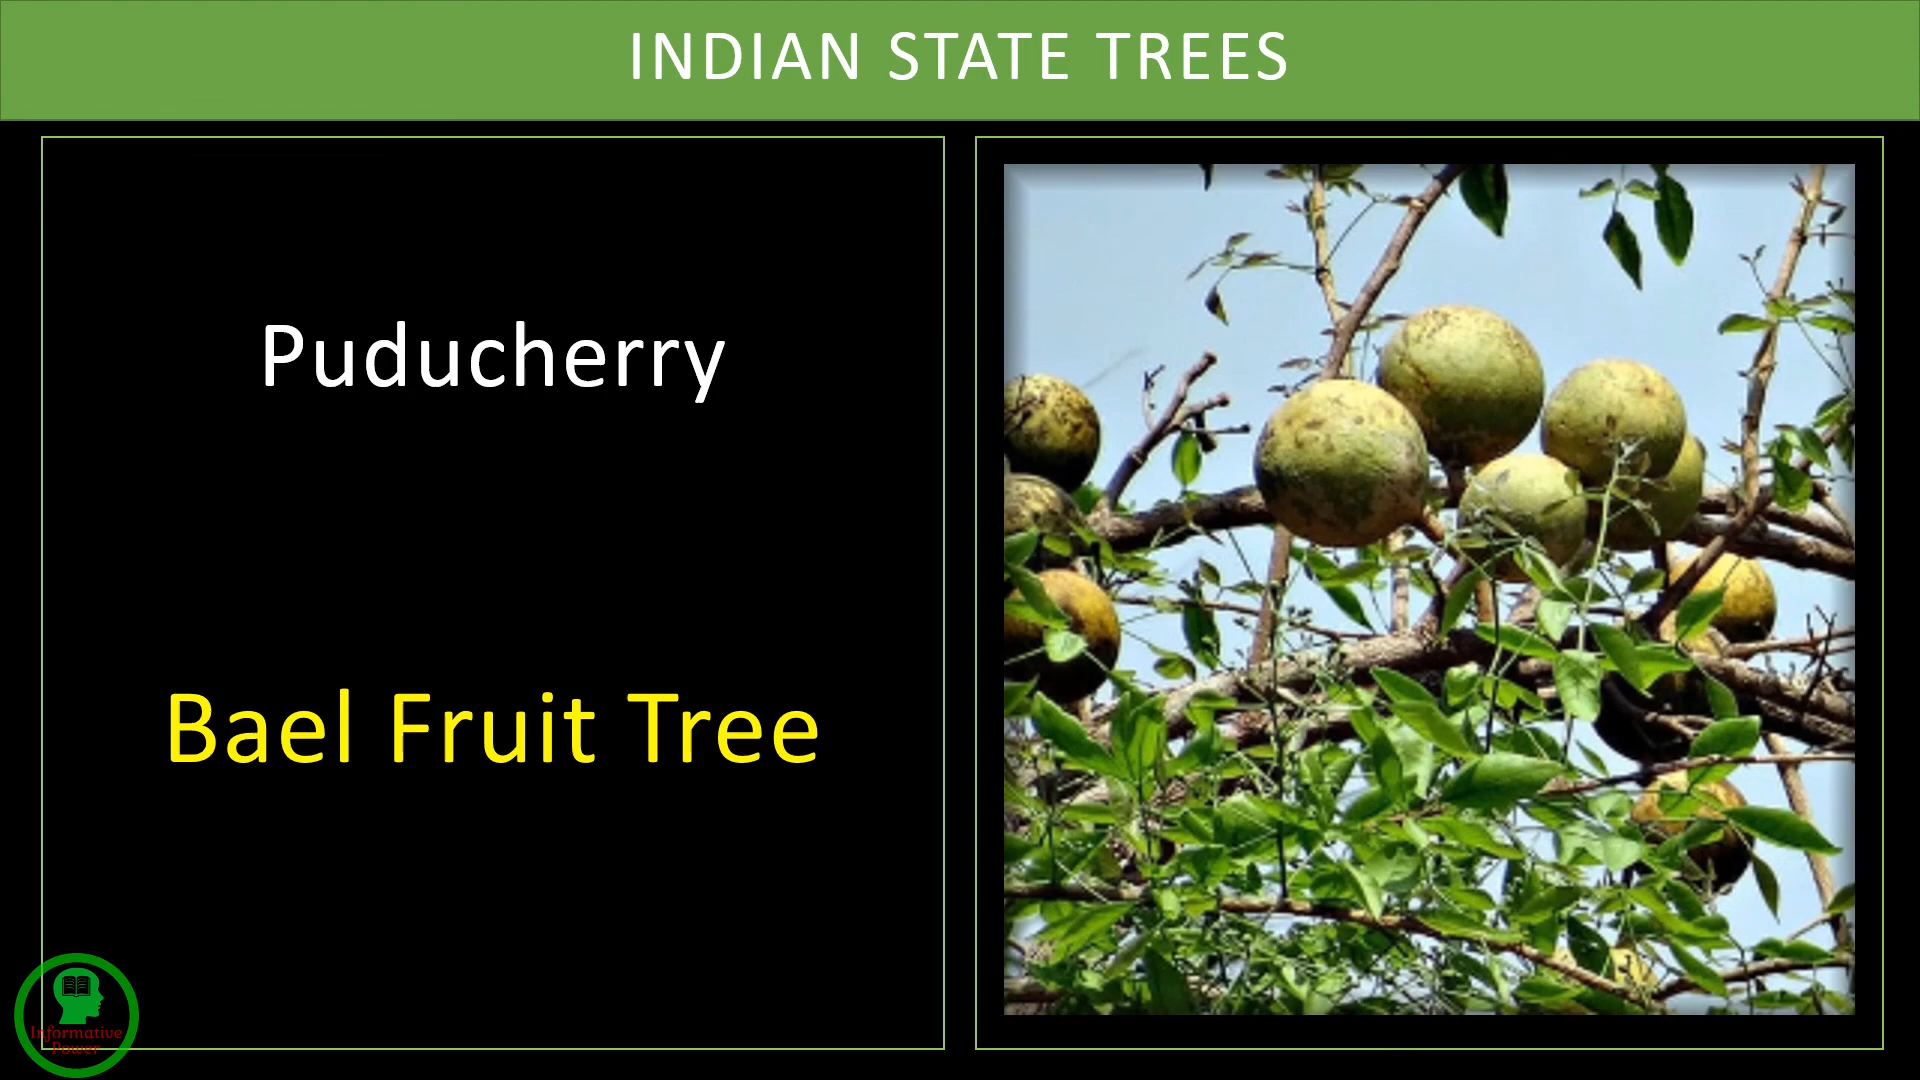 INDIAN STATE TREES
Puducherry
Bael Fruit Tree
Informative
Power